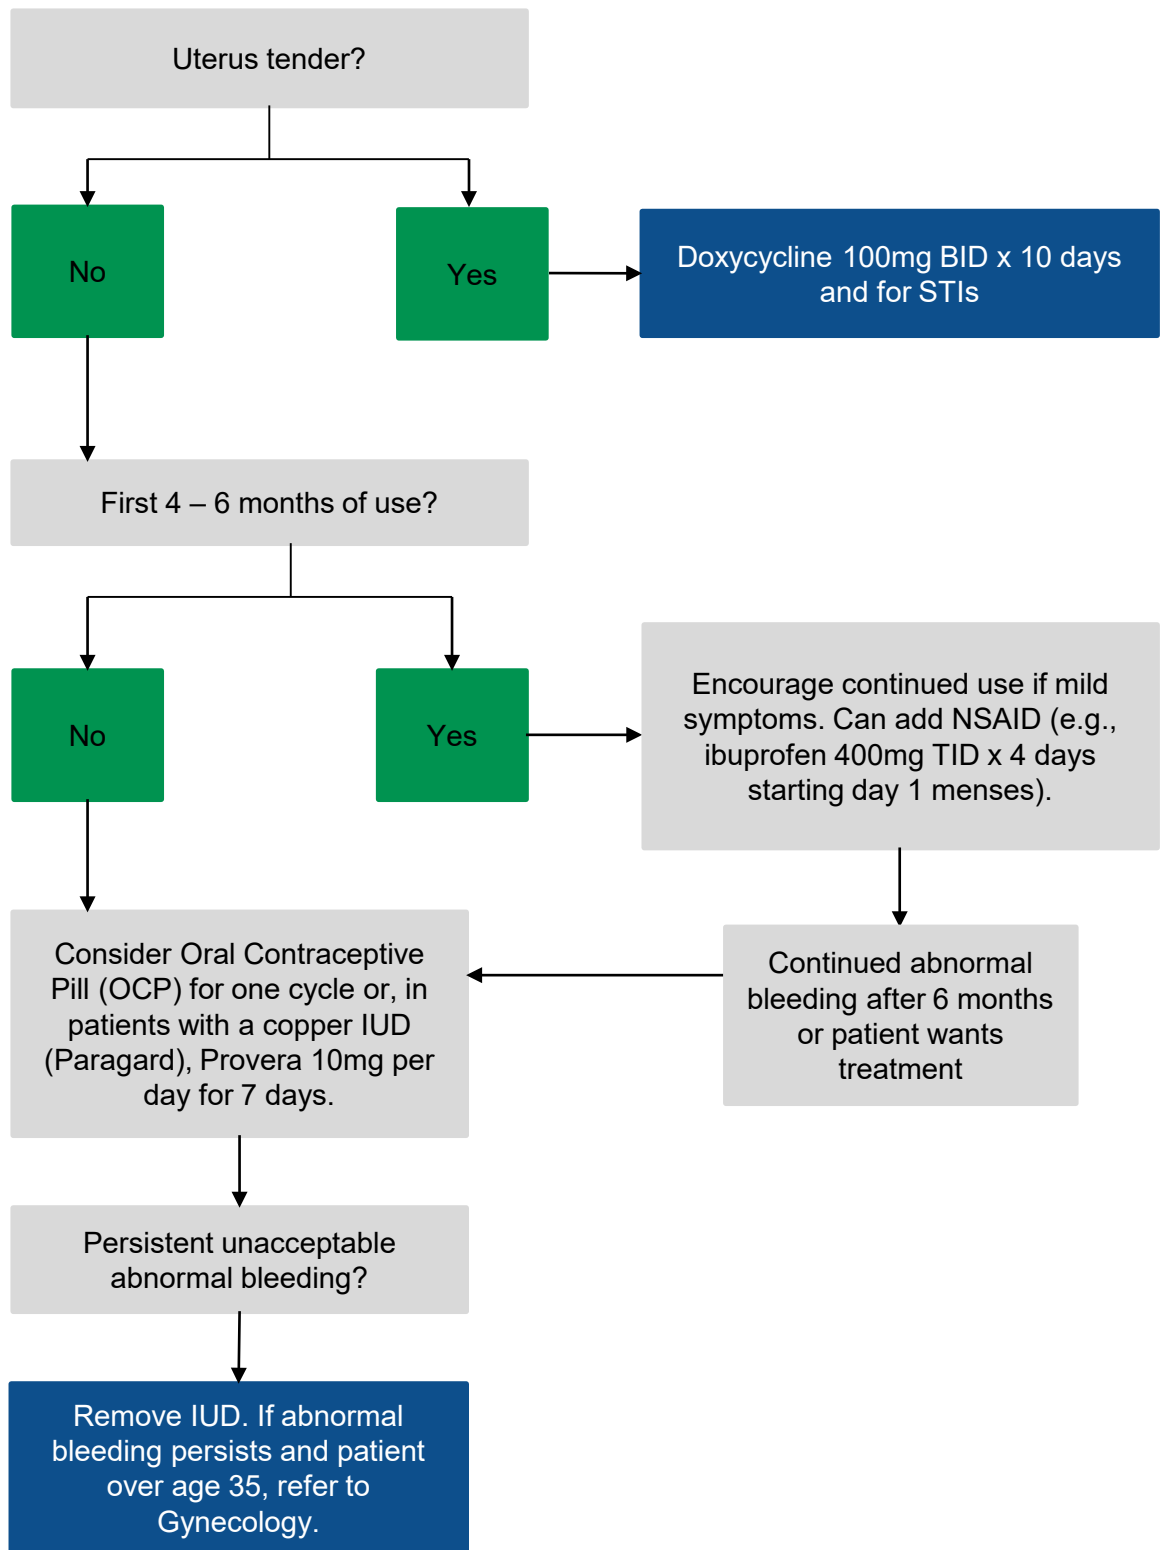 Uterus tender?
No
Yes
Doxycycline 100mg BID x 10 days
and for STIs
First 4 – 6 months of use?
No
Yes
Encourage continued use if mild
symptoms. Can add NSAID (e.g.,
ibuprofen 400mg TID x 4 days
starting day 1 menses).
Consider Oral Contraceptive
Pill (OCP) for one cycle or, in
patients with a copper IUD
(Paragard), Provera 10mg per
day for 7 days.
Continued abnormal
bleeding after 6 months
or patient wants
treatment
Persistent unacceptable
abnormal bleeding?
Remove IUD. If abnormal
bleeding persists and patient
over age 35, refer to
Gynecology.